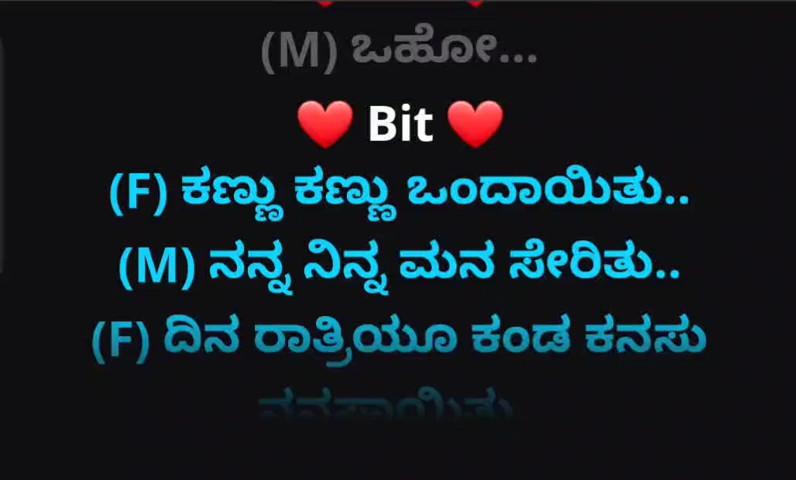 (M) ಒಹೋ...
❤️ Bit ❤️
(F) ಕಣ್ಣು ಕಣ್ಣು ಒಂದಾಯಿತು..
(M) ನನ್ನ ನಿನ್ನ ಮನ ಸೇರಿತು..
(F) ದಿನ ರಾತ್ರಿಯೂ ಕಂಡ ಕನಸು